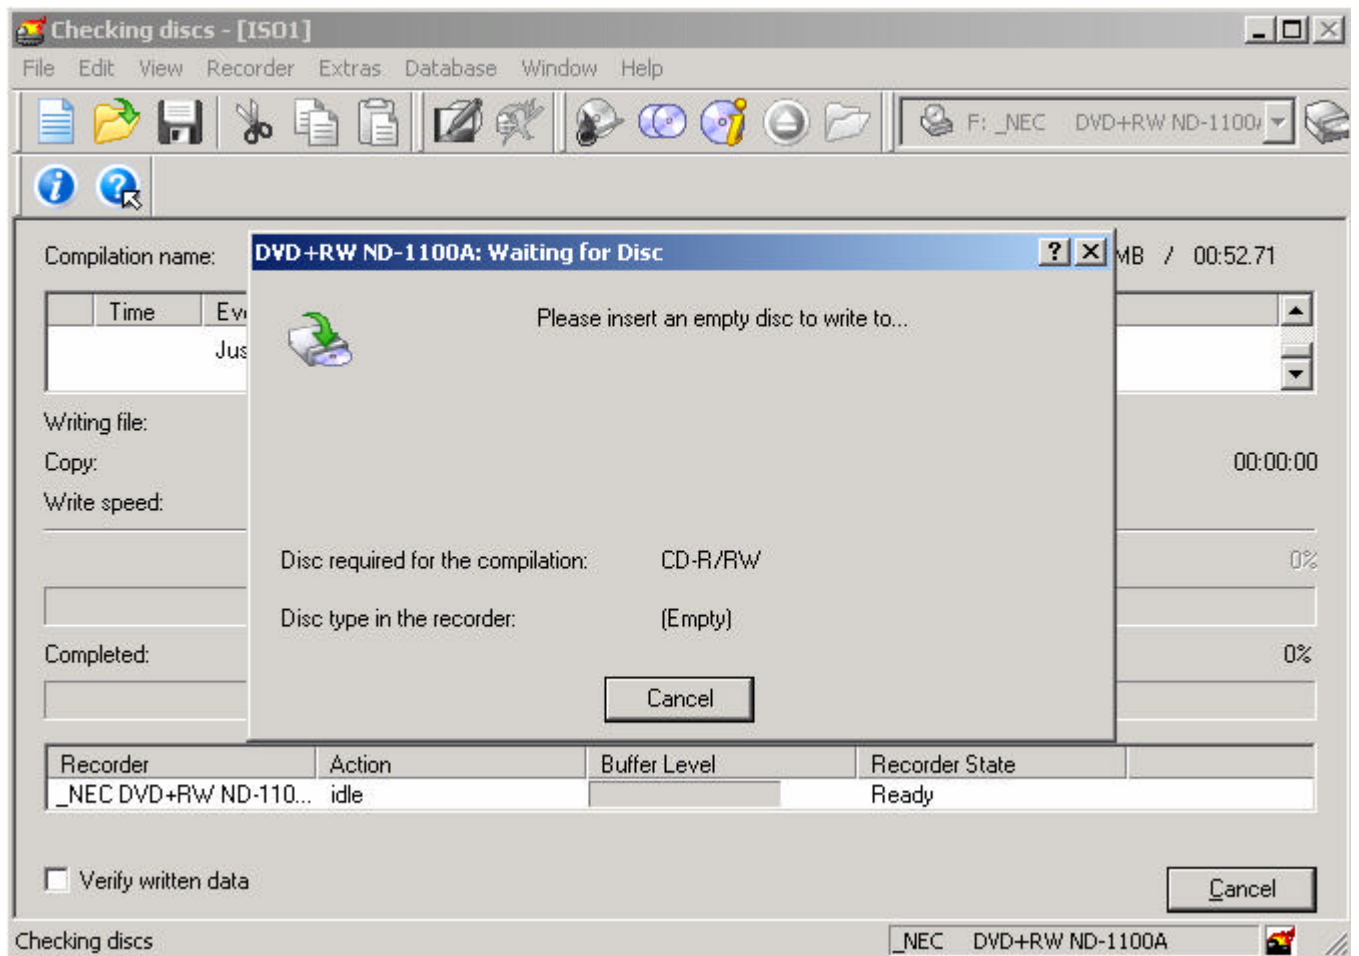 Checking discs - [ISO1]
File Edit View Recorder Extras Database Window Help
F: _NEC DVD+RW ND-1100
Compilation name:
MB / 00:52.71
DVD+RW ND-1100A: Waiting for Disc
Please insert an empty disc to write to...
Time
Jus
Writing file:
Copy:
00:00:00
Write speed:
Disc required for the compilation: CD-R/RW
0%
Disc type in the recorder: (Empty)
Completed:
0%
Cancel
Recorder Action Buffer Level Recorder State
_NEC DVD+RW ND-110... idle Ready
Verify written data
Cancel
Checking discs
_NEC DVD+RW ND-1100A